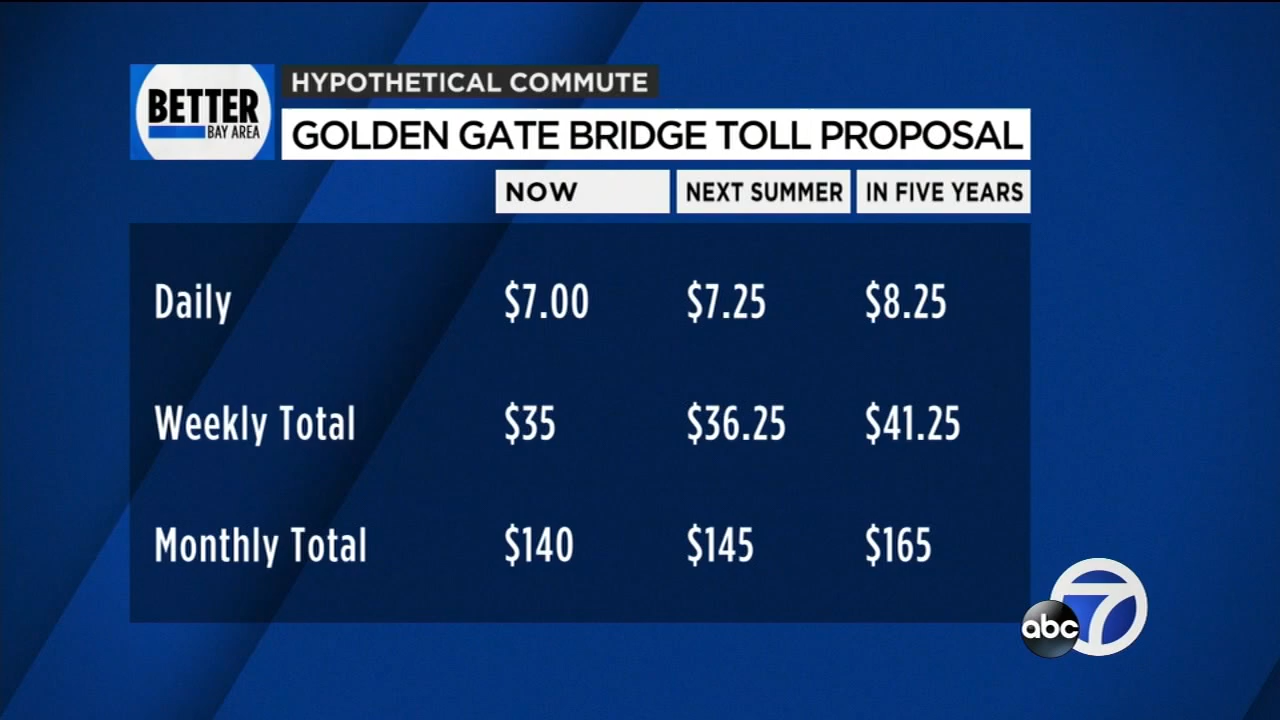 BETTER
BAY AREA
HYPOTHETICAL COMMUTE
GOLDEN GATE BRIDGE TOLL PROPOSAL
NOW NEXT SUMMER IN FIVE YEARS
Daily $7.00 $7.25 $8.25
Weekly Total $35 $36.25 $41.25
Monthly Total $140 $145 $165
abc 7